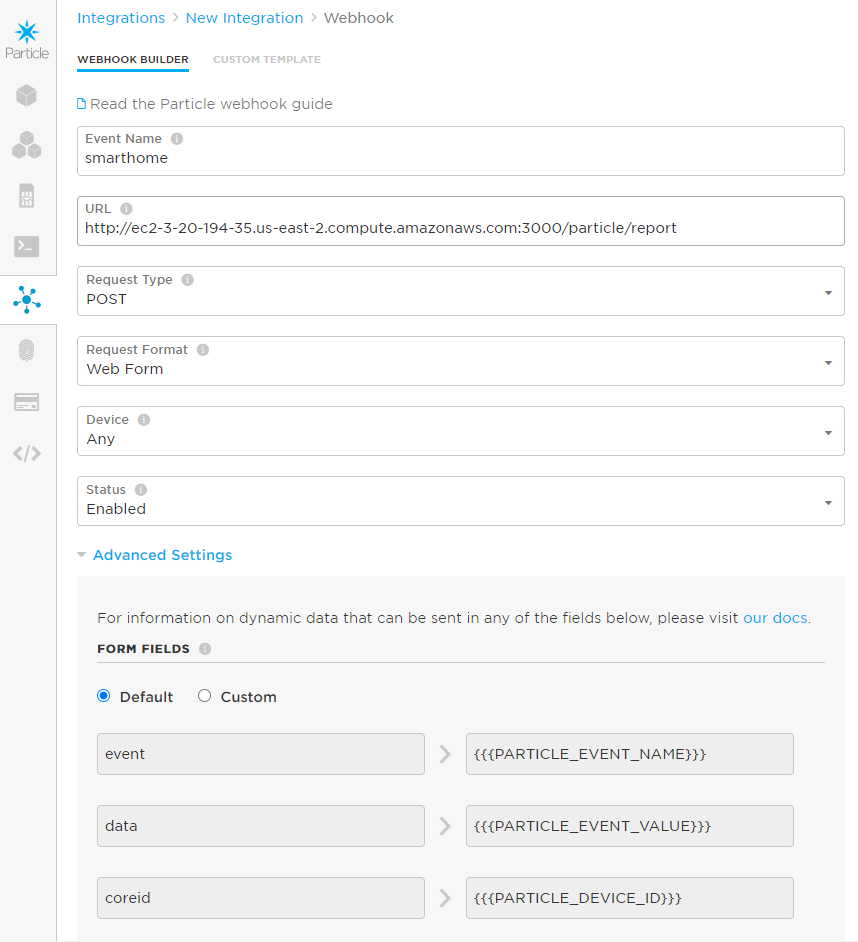 Particle
Integrations > New Integration > Webhook
WEBHOOK BUILDER CUSTOM TEMPLATE
Read the Particle webhook guide
Event Name
smarthome
URL
http://ec2-3-20-194-35.us-east-2.compute.amazonaws.com:3000/particle/report
Request Type
POST
Request Format
Web Form
Device
Any
Status
Enabled
Advanced Settings
For information on dynamic data that can be sent in any of the fields below, please visit our docs.
FORM FIELDS
Default Custom
event {{{PARTICLE_EVENT_NAME}}}
data {{{PARTICLE_EVENT_VALUE}}}
coreid {{{PARTICLE_DEVICE_ID}}}